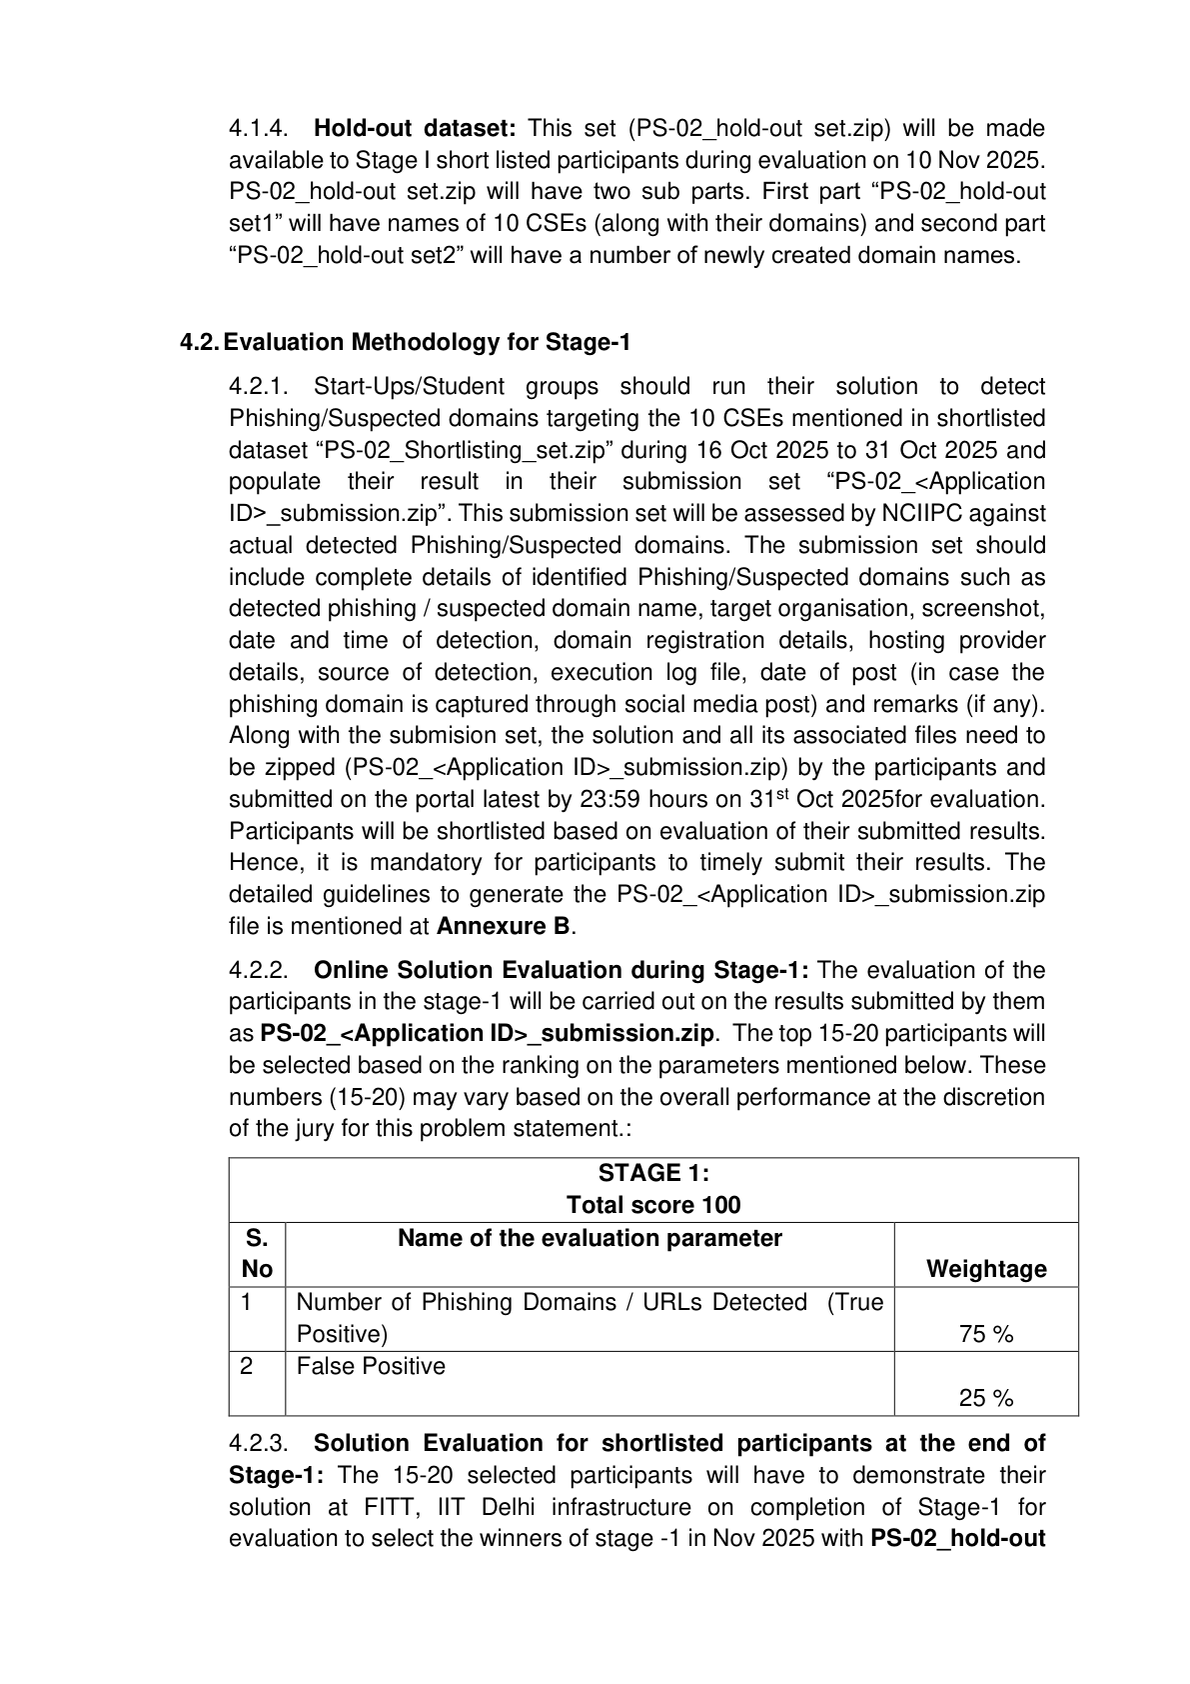 4.1.4. Hold-out dataset: This set (PS-02_hold-out set.zip) will be made
available to Stage I short listed participants during evaluation on 10 Nov 2025.
PS-02_hold-out set.zip will have two sub parts. First part “PS-02_hold-out
set1” will have names of 10 CSEs (along with their domains) and second part
“PS-02_hold-out set2” will have a number of newly created domain names.
4.2. Evaluation Methodology for Stage-1
4.2.1. Start-Ups/Student groups should run their solution to detect
Phishing/Suspected domains targeting the 10 CSEs mentioned in shortlisted
dataset “PS-02_Shortlisting_set.zip” during 16 Oct 2025 to 31 Oct 2025 and
populate their result in their submission set “PS-02_<Application
ID>_submission.zip”. This submission set will be assessed by NCIIPC against
actual detected Phishing/Suspected domains. The submission set should
include complete details of identified Phishing/Suspected domains such as
detected phishing / suspected domain name, target organisation, screenshot,
date and time of detection, domain registration details, hosting provider
details, source of detection, execution log file, date of post (in case the
phishing domain is captured through social media post) and remarks (if any).
Along with the submision set, the solution and all its associated files need to
be zipped (PS-02_<Application ID>_submission.zip) by the participants and
submitted on the portal latest by 23:59 hours on 31st Oct 2025for evaluation.
Participants will be shortlisted based on evaluation of their submitted results.
Hence, it is mandatory for participants to timely submit their results. The
detailed guidelines to generate the PS-02_<Application ID>_submission.zip
file is mentioned at Annexure B.
4.2.2. Online Solution Evaluation during Stage-1: The evaluation of the
participants in the stage-1 will be carried out on the results submitted by them
as PS-02_<Application ID>_submission.zip. The top 15-20 participants will
be selected based on the ranking on the parameters mentioned below. These
numbers (15-20) may vary based on the overall performance at the discretion
of the jury for this problem statement.:
STAGE 1:
Total score 100
S. No
Name of the evaluation parameter
Weightage
1
Number of Phishing Domains / URLs Detected (True
Positive)
75 %
2
False Positive
25 %
4.2.3. Solution Evaluation for shortlisted participants at the end of
Stage-1: The 15-20 selected participants will have to demonstrate their
solution at FITT, IIT Delhi infrastructure on completion of Stage-1 for
evaluation to select the winners of stage -1 in Nov 2025 with PS-02_hold-out